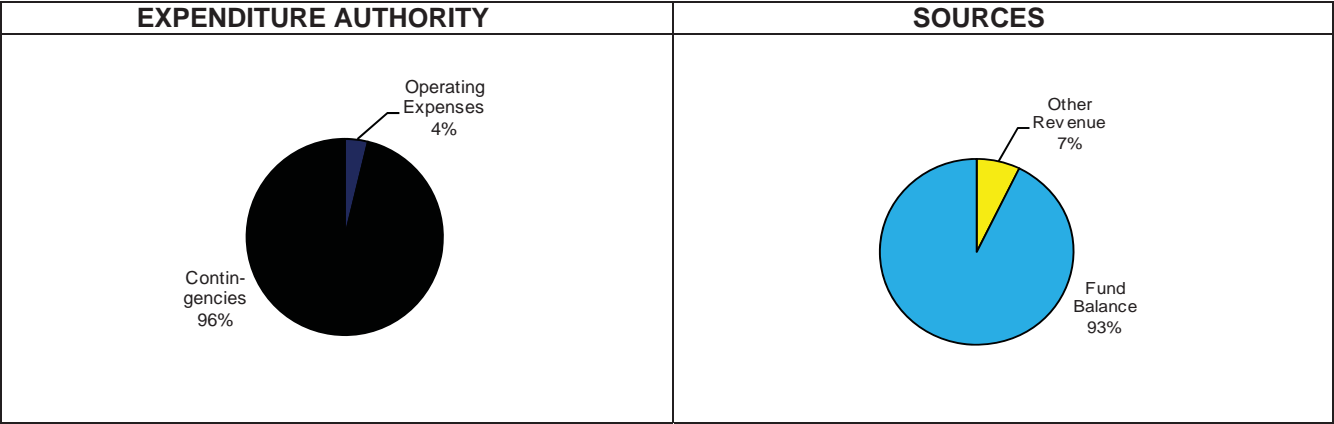 EXPENDITURE AUTHORITY
Operating
Expenses
4%
Contin-
gencies
96%
SOURCES
Other
Rev enue
7%
Fund
Balance
93%